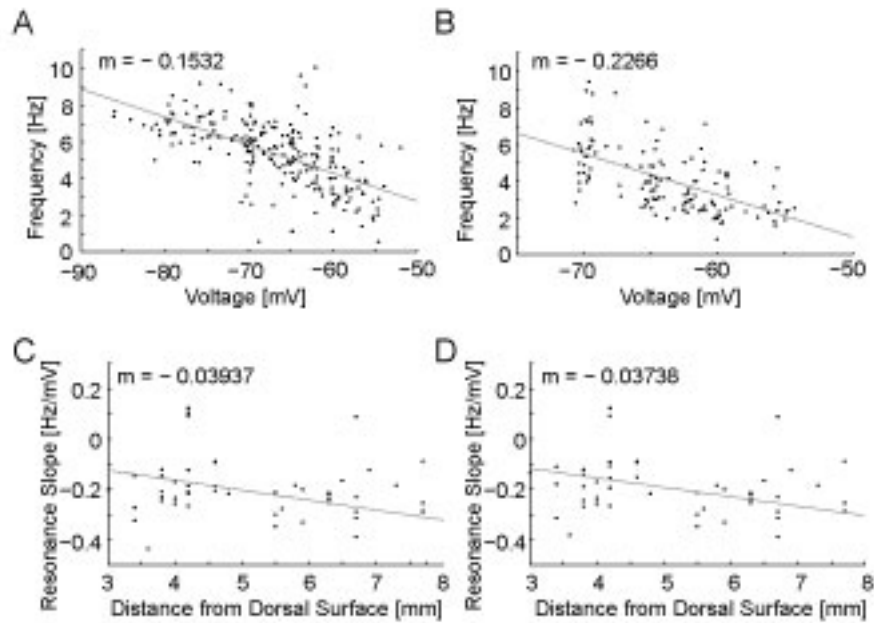 A
m = − 0.1532
10
8
6
4
2
0
Frequency [Hz]
−90
−80
−70
−60
−50
Voltage [mV]
B
m = − 0.2266
10
8
6
4
2
0
Frequency [Hz]
−70
−60
−50
Voltage [mV]
C
m = − 0.03937
0.2
0
−0.2
−0.4
Resonance Slope [Hz/mV]
3
4
5
6
7
8
Distance from Dorsal Surface [mm]
D
m = − 0.03738
0.2
0
−0.2
−0.4
Resonance Slope [Hz/mV]
3
4
5
6
7
8
Distance from Dorsal Surface [mm]